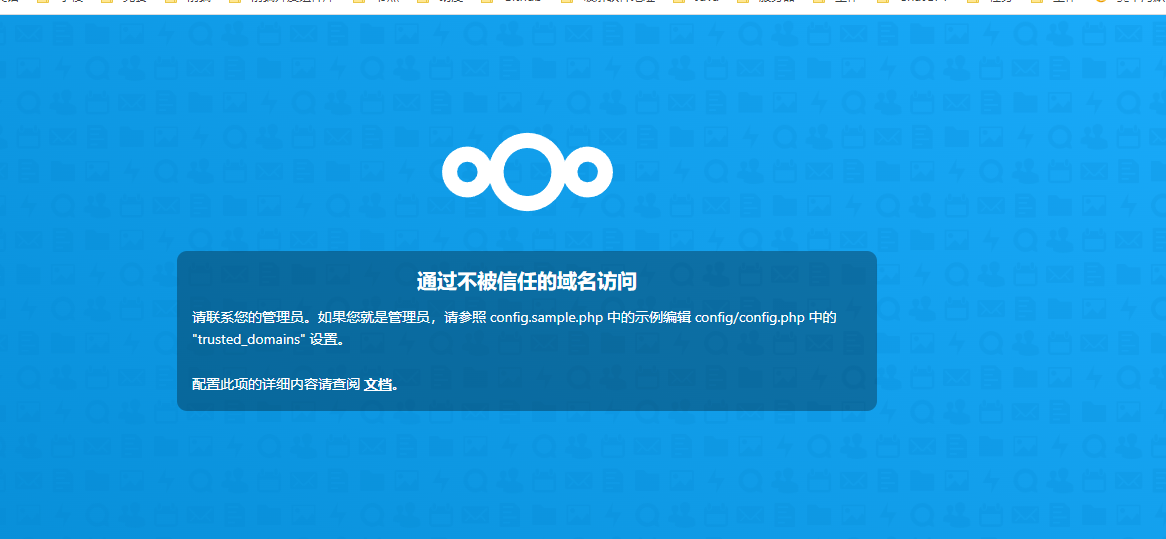 通过不被信任的域名访问
请联系您的管理员。如果您就是管理员，请参照 config.sample.php 中的示例编辑 config/config.php 中的
"trusted_domains" 设置。
配置此项的详细内容请查阅 文档。